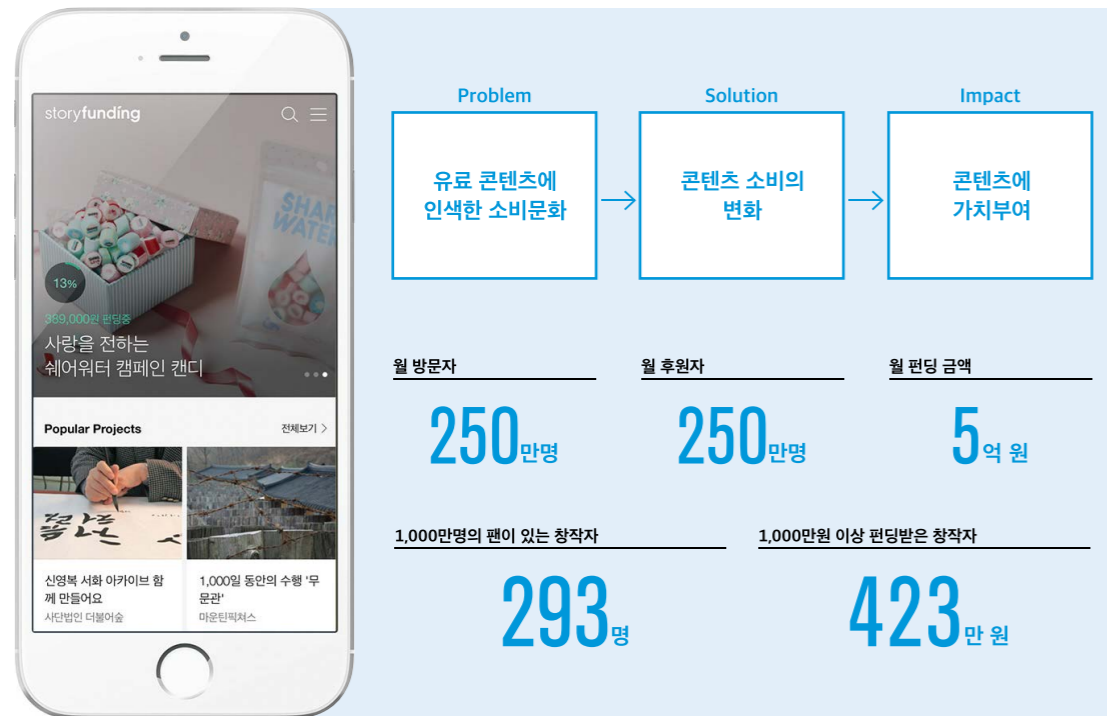 storyfunding
SHARE
WATER
13%
389,000원 펀딩중
사랑을 전하는
쉐어워터 캠페인 캔디
Popular Projects
전체보기 >
신영복 서화 아카이브 함
께 만들어요
사단법인 더불어숲
1,000일 동안의 수행 '무
문관'
마운틴픽쳐스
Problem
유료 콘텐츠에
인색한 소비문화
Solution
콘텐츠 소비의
변화
Impact
콘텐츠에
가치부여
월 방문자
250만명
월 후원자
250만명
월 펀딩 금액
5억 원
1,000만명의 팬이 있는 창작자
293명
1,000만원 이상 펀딩받은 창작자
423만 원